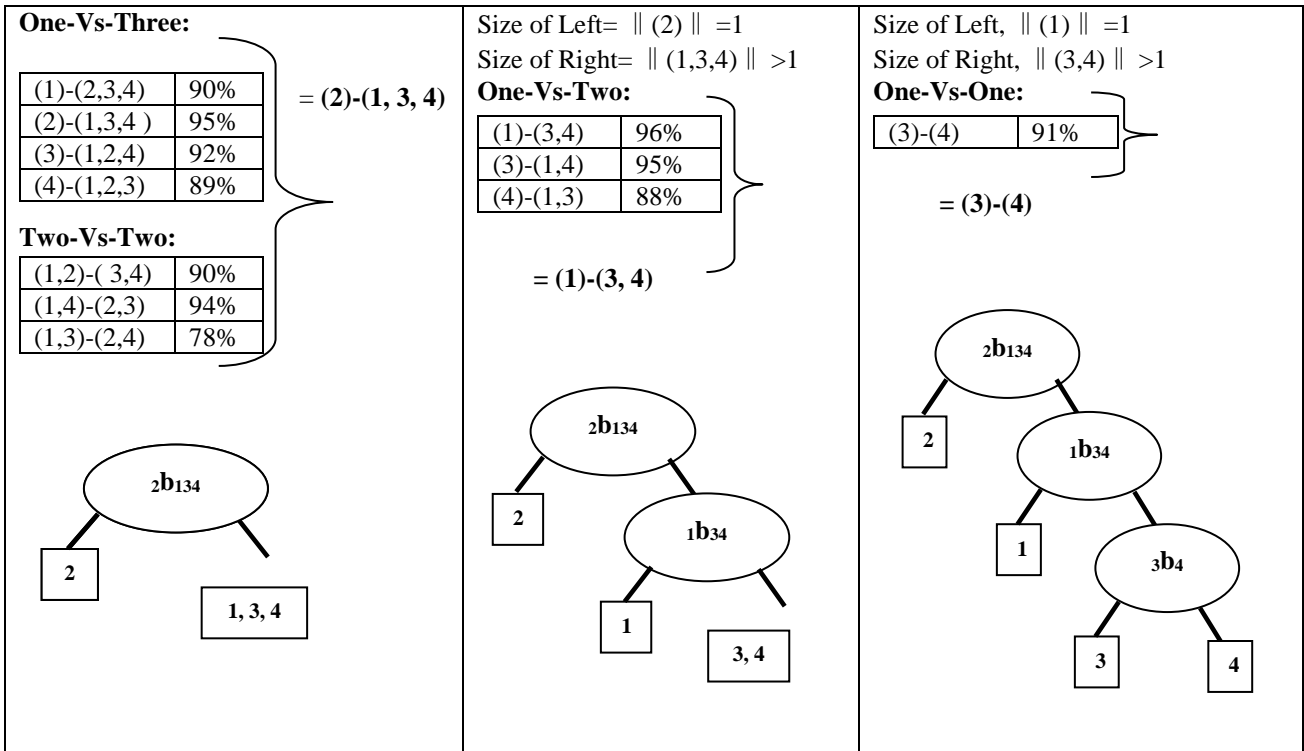 One-Vs-Three:
(1)-(2,3,4) 90%
(2)-(1,3,4 ) 95%
(3)-(1,2,4) 92%
(4)-(1,2,3) 89%
= (2)-(1, 3, 4)
Two-Vs-Two:
(1,2)-( 3,4) 90%
(1,4)-(2,3) 94%
(1,3)-(2,4) 78%
2b134
2
1, 3, 4
Size of Left= ‖ (2) ‖ =1
Size of Right= ‖ (1,3,4) ‖ >1
One-Vs-Two:
(1)-(3,4) 96%
(3)-(1,4) 95%
(4)-(1,3) 88%
= (1)-(3, 4)
2b134
2
1b34
1
3, 4
Size of Left, ‖ (1) ‖ =1
Size of Right, ‖ (3,4) ‖ >1
One-Vs-One:
(3)-(4) 91%
= (3)-(4)
2b134
2
1b34
1
3b4
3
4